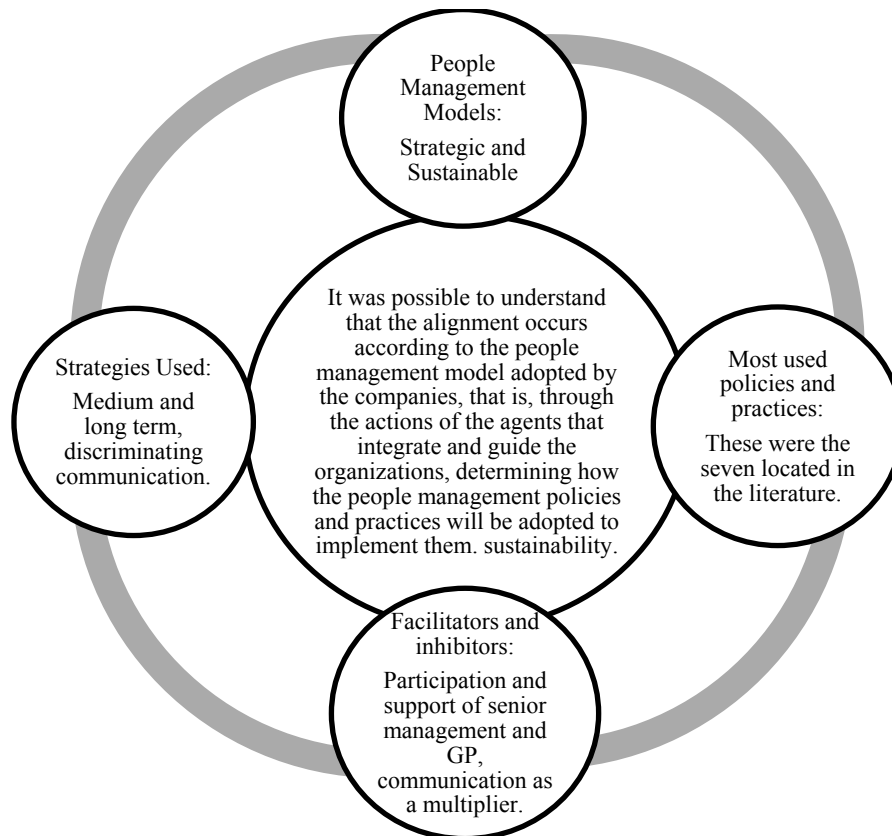 People
Management
Models:
Strategic and
Sustainable
It was possible to understand
that the alignment occurs
according to the people
management model adopted by
the companies, that is, through
the actions of the agents that
integrate and guide the
organizations, determining how
the people management policies
and practices will be adopted to
implement them. sustainability.
Strategies Used:
Medium and
long term,
discriminating
communication.
Most used
policies and
practices:
These were the
seven located in
the literature.
Facilitators and
inhibitors:
Participation and
support of senior
management and
GP,
communication as
a multiplier.